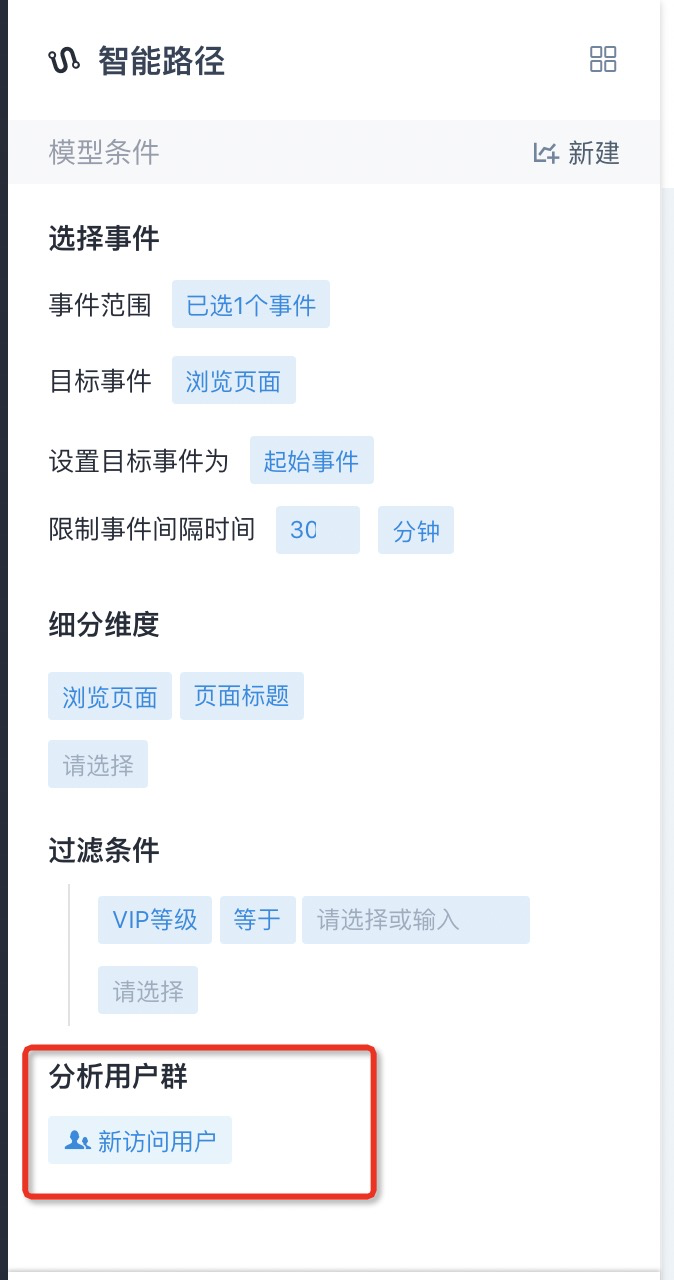 智能路径
模型条件 新建
选择事件
事件范围 已选1个事件
目标事件 浏览页面
设置目标事件为 起始事件
限制事件间隔时间 30 分钟
细分维度
浏览页面 页面标题
请选择
过滤条件
VIP等级 等于 请选择或输入
请选择
分析用户群
新访问用户